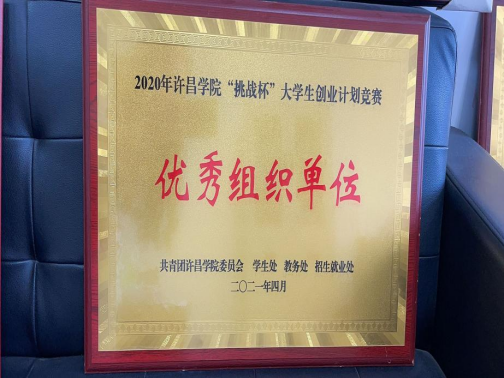 2020年许昌学院“挑战杯”大学生创业计划竞赛
优秀组织单位
共青团许昌学院委员会 学生处 教务处 招生就业处
二〇二一年四月